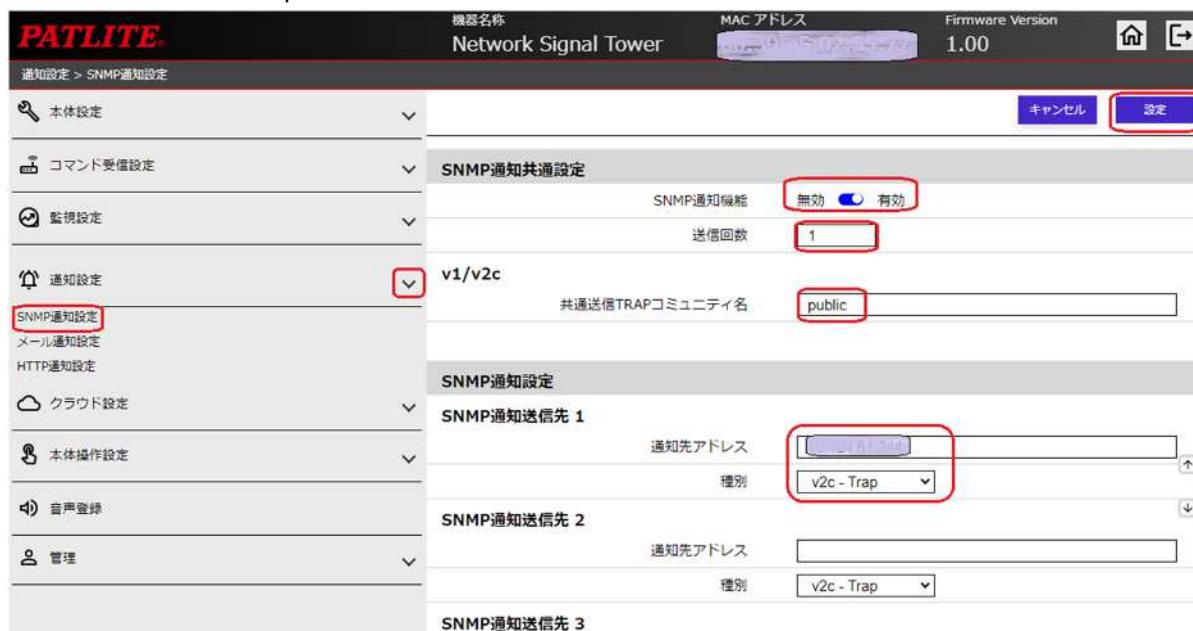 PATLITE
機器名称
Network Signal Tower
MAC アドレス
Firmware Version
1.00
通知設定 > SNMP通知設定
本体設定
コマンド受信設定
監視設定
通知設定
SNMP通知設定
メール通知設定
HTTP通知設定
クラウド設定
本体操作設定
音声登録
管理
キャンセル
設定
SNMP通知共通設定
SNMP通知機能 無効 有効
送信回数 1
v1/v2c
共通送信TRAPコミュニティ名 public
SNMP通知設定
SNMP通知送信先 1
通知先アドレス
種別 v2c - Trap
SNMP通知送信先 2
通知先アドレス
種別 v2c - Trap
SNMP通知送信先 3